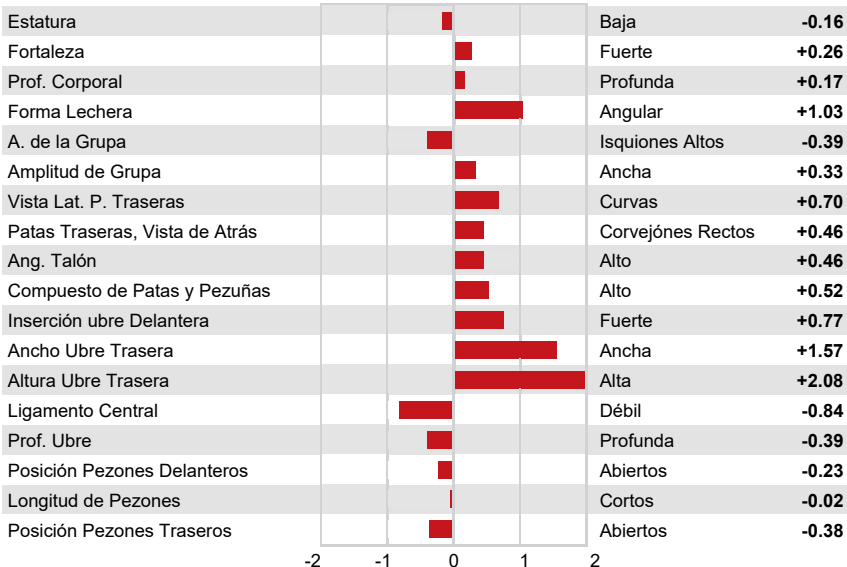 Estatura Baja -0.16
Fortaleza Fuerte +0.26
Prof. Corporal Profunda +0.17
Forma Lechera Angular +1.03
A. de la Grupa Isquiones Altos -0.39
Amplitud de Grupa Ancha +0.33
Vista Lat. P. Traseras Curvas +0.70
Patas Traseras, Vista de Atrás Corvejónes Rectos +0.46
Ang. Talón Alto +0.46
Compuesto de Patas y Pezuñas Alto +0.52
Inserción ubre Delantera Fuerte +0.77
Ancho Ubre Trasera Ancha +1.57
Altura Ubre Trasera Alta +2.08
Ligamento Central Débil -0.84
Prof. Ubre Profunda -0.39
Posición Pezones Delanteros Abiertos -0.23
Longitud de Pezones Cortos -0.02
Posición Pezones Traseros Abiertos -0.38
-2 -1 0 1 2